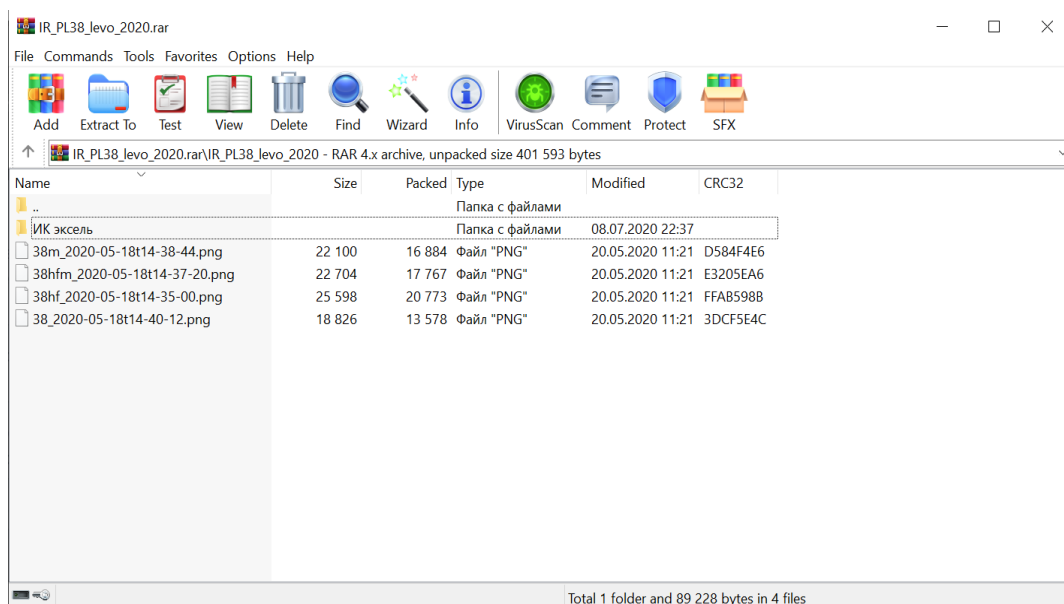 IR_PL38_levo_2020.rar
File Commands Tools Favorites Options Help
Add Extract To Test View Delete Find Wizard Info VirusScan Comment Protect SFX
IR_PL38_levo_2020.rar\IR_PL38_levo_2020 - RAR 4.x archive, unpacked size 401 593 bytes
Name Size Packed Type Modified CRC32
.. Папка с файлами
ИК эксель Папка с файлами 08.07.2020 22:37
38m_2020-05-18t14-38-44.png 22 100 16 884 Файл "PNG" 20.05.2020 11:21 D584F4E6
38hfm_2020-05-18t14-37-20.png 22 704 17 767 Файл "PNG" 20.05.2020 11:21 E3205EA6
38hf_2020-05-18t14-35-00.png 25 598 20 773 Файл "PNG" 20.05.2020 11:21 FFAB598B
38_2020-05-18t14-40-12.png 18 826 13 578 Файл "PNG" 20.05.2020 11:21 3DCF5E4C
Total 1 folder and 89 228 bytes in 4 files